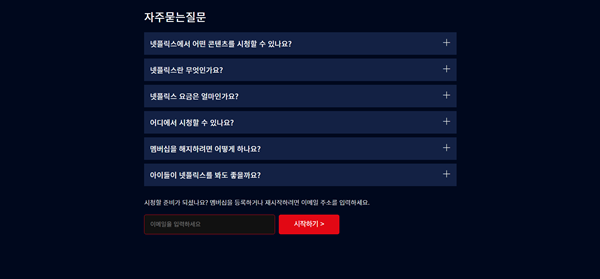 자주묻는질문
넷플릭스에서 어떤 콘텐츠를 시청할 수 있나요?
넷플릭스란 무엇인가요?
넷플릭스 요금은 얼마인가요?
어디에서 시청할 수 있나요?
멤버십을 해지하려면 어떻게 하나요?
아이들이 넷플릭스를 봐도 좋을까요?
시청할 준비가 되셨나요? 멤버십을 등록하거나 재시작하려면 이메일 주소를 입력하세요.
이메일을 입력하세요
시작하기 >